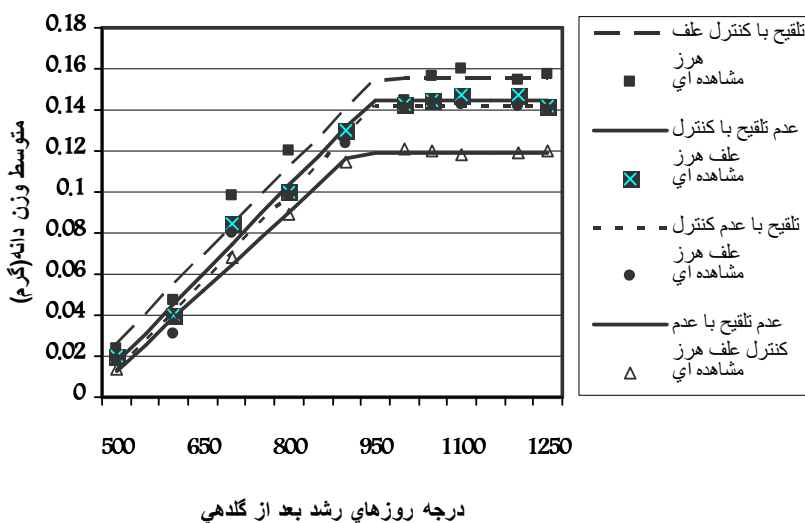 0.18
0.16
0.14
0.12
0.1
0.08
0.06
0.04
0.02
0
متوسط وزن دانه(گرم)
500 650 800 950 1100 1250
درجه روزهاي رشد بعد از گلدهي
تلقيح با كنترل علف
هرز
مشاهده اي
عدم تلقيح با كنترل
علف هرز
مشاهده اي
تلقيح با عدم كنترل
علف هرز
مشاهده اي
عدم تلقيح با عدم
كنترل علف هرز
مشاهده اي